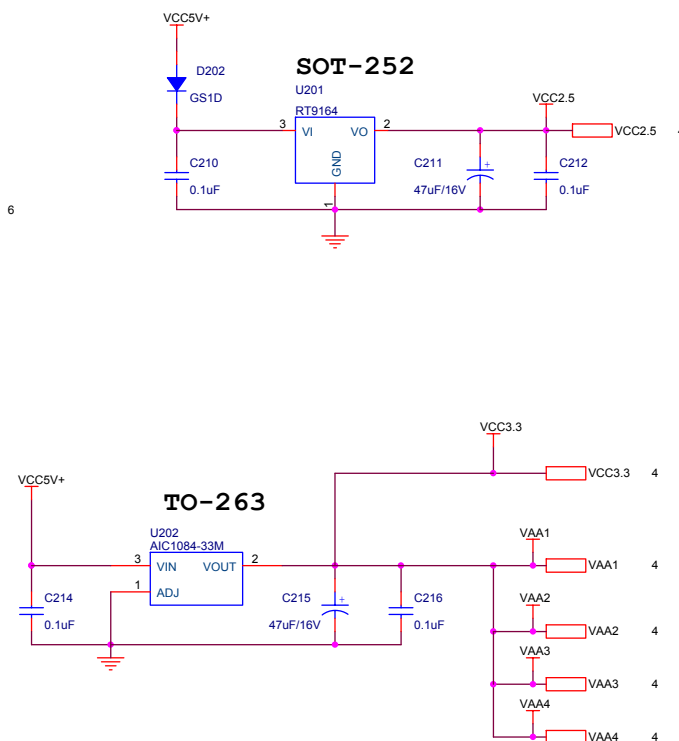 VCC5V+
D202
GS1D
SOT-252
U201
RT9164
3 VI VO 2
GND
1
VCC2.5
VCC2.5
C210
0.1uF
C211
+
47uF/16V
C212
0.1uF
6
VCC3.3
VCC3.3 4
VCC5V+
TO-263
U202
AIC1084-33M
3 VIN VOUT 2
1 ADJ
C214
0.1uF
C215
+
47uF/16V
C216
0.1uF
VAA1
VAA1 4
VAA2
VAA2 4
VAA3
VAA3 4
VAA4
VAA4 4